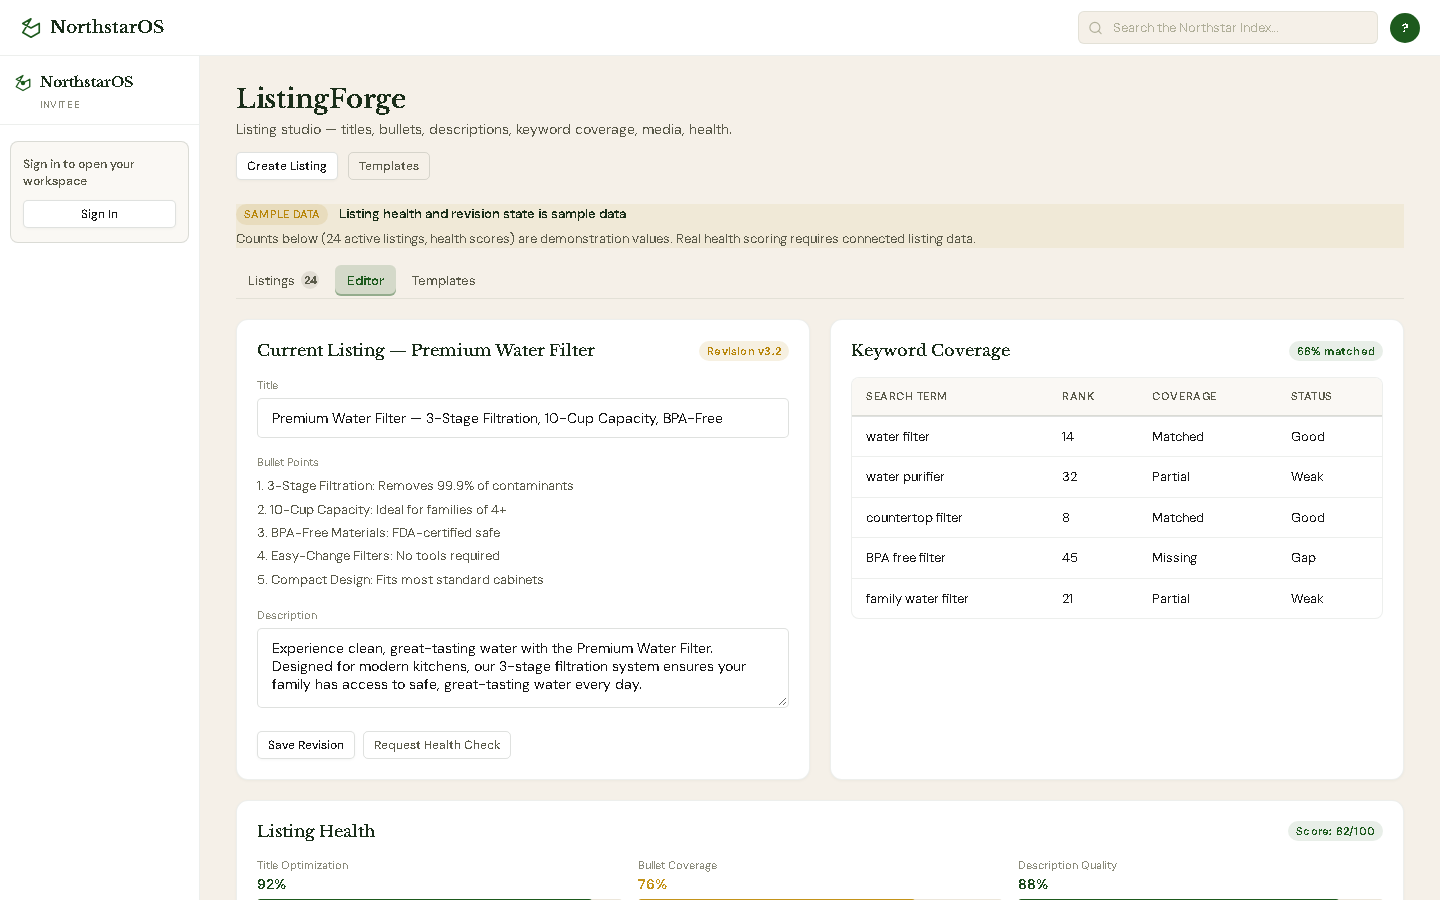 NorthstarOS
Search the Northstar Index...
?
NorthstarOS
INVITEE
Sign in to open your
workspace
Sign In
ListingForge
Listing studio — titles, bullets, descriptions, keyword coverage, media, health.
Create Listing
Templates
SAMPLE DATA Listing health and revision state is sample data
Counts below (24 active listings, health scores) are demonstration values. Real health scoring requires connected listing data.
Listings 24
Editor
Templates
Current Listing — Premium Water Filter
Revision v3.2
Title
Premium Water Filter — 3-Stage Filtration, 10-Cup Capacity, BPA-Free
Bullet Points
1. 3-Stage Filtration: Removes 99.9% of contaminants
2. 10-Cup Capacity: Ideal for families of 4+
3. BPA-Free Materials: FDA-certified safe
4. Easy-Change Filters: No tools required
5. Compact Design: Fits most standard cabinets
Description
Experience clean, great-tasting water with the Premium Water Filter.
Designed for modern kitchens, our 3-stage filtration system ensures your
family has access to safe, great-tasting water every day.
Save Revision
Request Health Check
Keyword Coverage
68% matched
SEARCH TERM RANK COVERAGE STATUS
water filter 14 Matched Good
water purifier 32 Partial Weak
countertop filter 8 Matched Good
BPA free filter 45 Missing Gap
family water filter 21 Partial Weak
Listing Health
Score: 82/100
Title Optimization
92%
Bullet Coverage
76%
Description Quality
88%